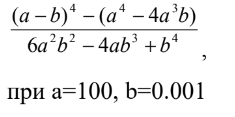 (a − b)⁴ − (a⁴ − 4a³b)
6a²b² − 4ab³ + b⁴ ,
при a=100, b=0.001